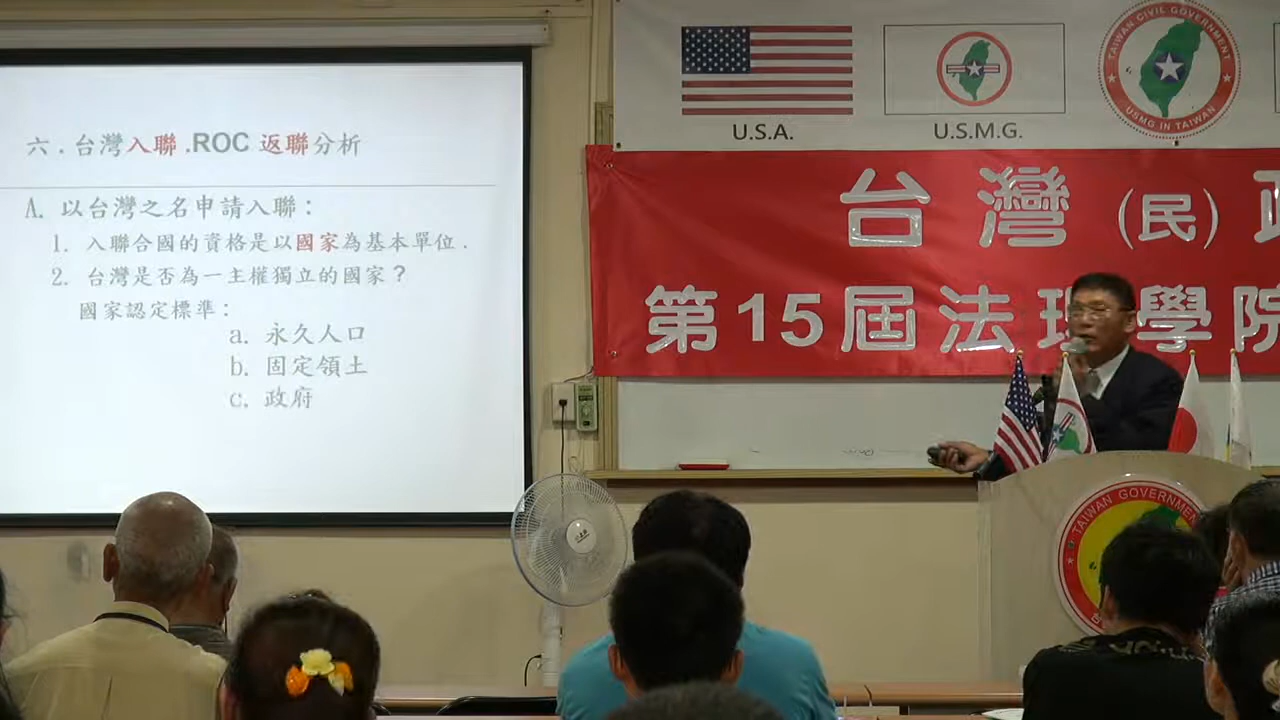 六 . 台灣入聯 .ROC 返聯分析
A. 以台灣之名申請入聯：
1. 入聯合國的資格是以國家為基本單位 .
2. 台灣是否為一主權獨立的國家？
國家認定標準：
a. 永久人口
b. 固定領土
c. 政府
U.S.A.
U.S.M.G.
TAIWAN CIVIL GOVERNMENT
USMG IN TAIWAN
台灣(民)政
第15屆法理學院
TAIWAN GOVERNMENT